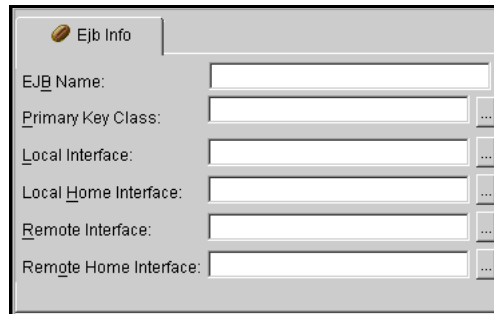 Ejb Info
EJB Name:
Primary Key Class:
...
Local Interface:
...
Local Home Interface:
...
Remote Interface:
...
Remote Home Interface:
...